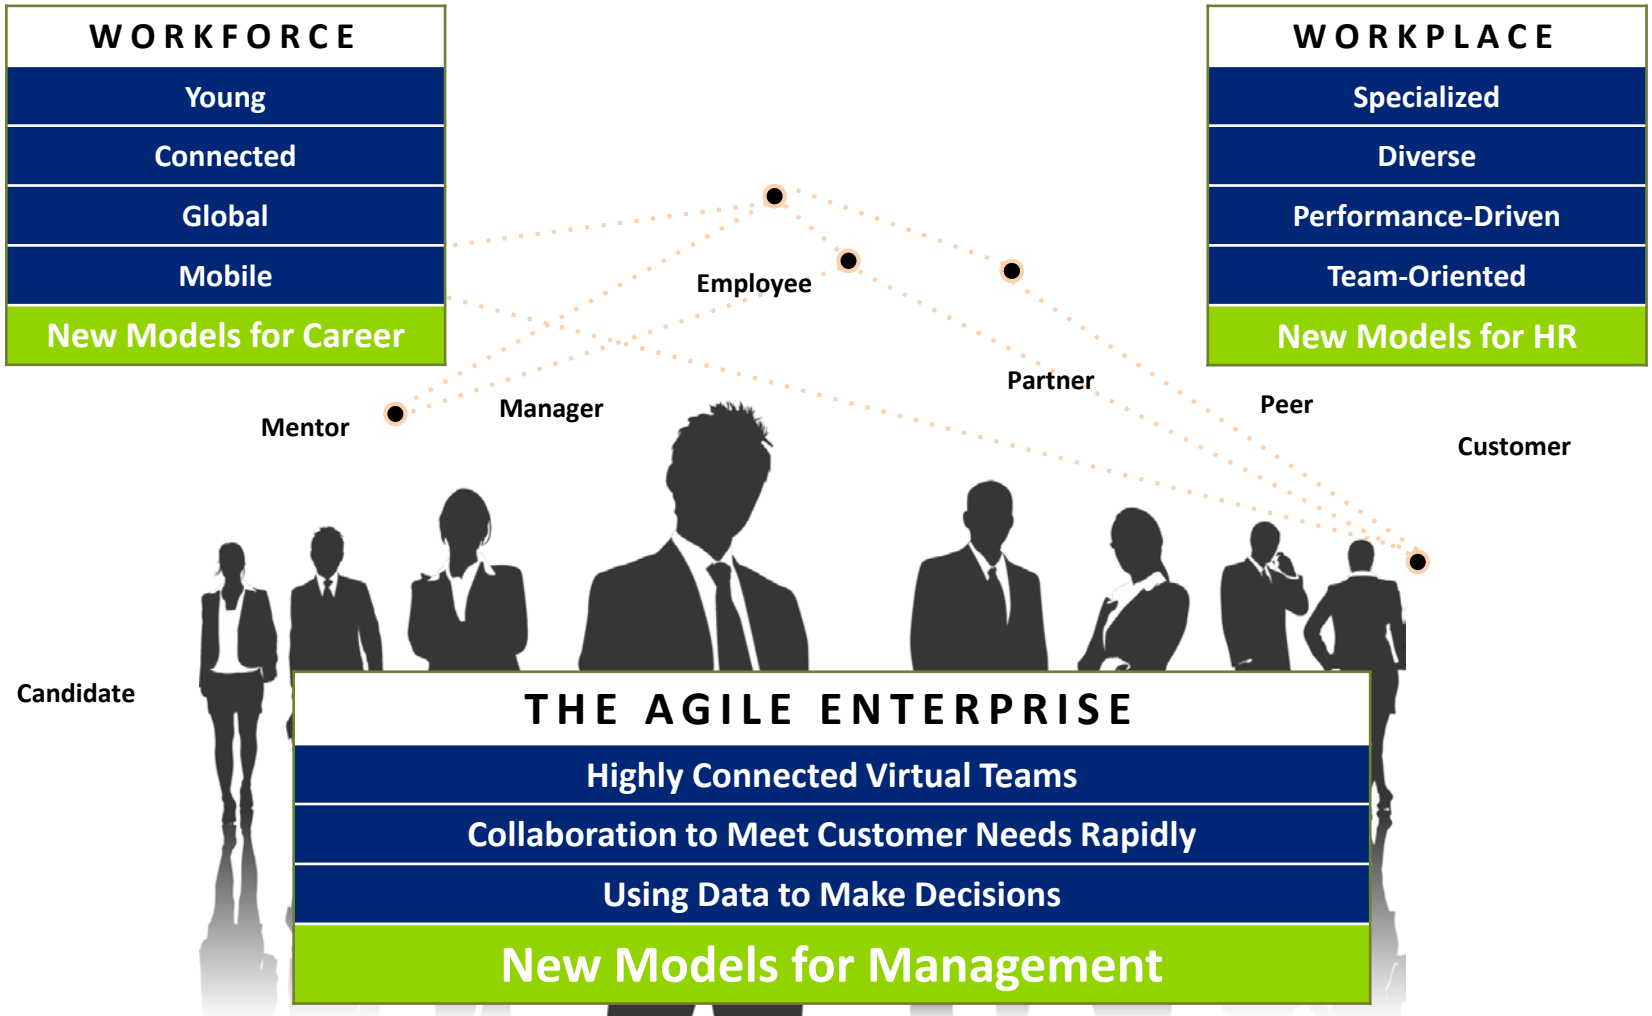 WORKFORCE
Young
Connected
Global
Mobile
New Models for Career
WORKPLACE
Specialized
Diverse
Performance-Driven
Team-Oriented
New Models for HR
Employee
Partner
Manager
Mentor
Peer
Customer
Candidate
THE AGILE ENTERPRISE
Highly Connected Virtual Teams
Collaboration to Meet Customer Needs Rapidly
Using Data to Make Decisions
New Models for Management